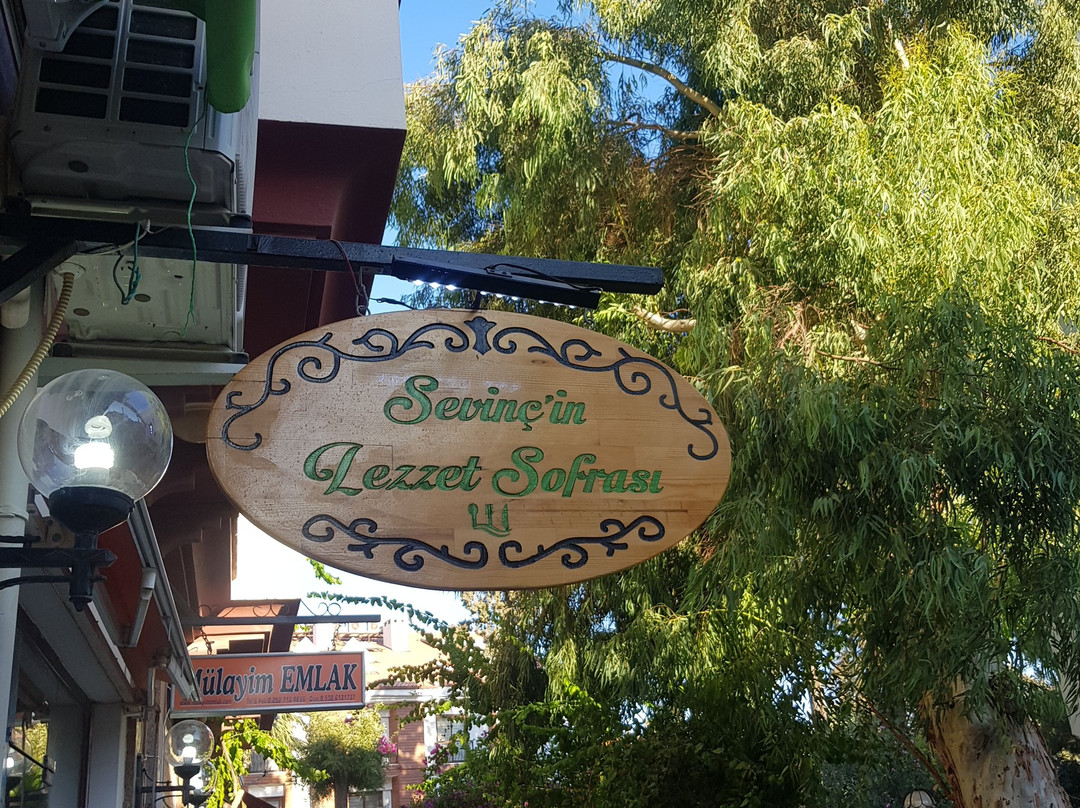 Sevinç'in
Lezzet Sofrası
Mülayim EMLAK